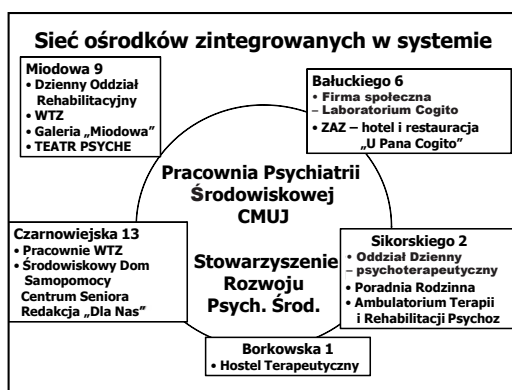 Sieć ośrodków zintegrowanych w systemie
Miodowa 9
• Dzienny Oddział
Rehabilitacyjny
• WTZ
• Galeria „Miodowa”
• TEATR PSYCHE
Bałuckiego 6
• Firma społeczna
– Laboratorium Cogito
• ZAZ – hotel i restauracja
„U Pana Cogito”
Pracownia Psychiatrii
Środowiskowej
CMUJ
Czarnowiejska 13
• Pracownie WTZ
• Środowiskowy Dom
Samopomocy
Centrum Seniora
Redakcja „Dla Nas”
Stowarzyszenie
Rozwoju
Psych. Środ.
Sikorskiego 2
• Oddział Dzienny
– psychoterapeutyczny
• Poradnia Rodzinna
• Ambulatorium Terapii
i Rehabilitacji Psychoz
Borkowska 1
• Hostel Terapeutyczny